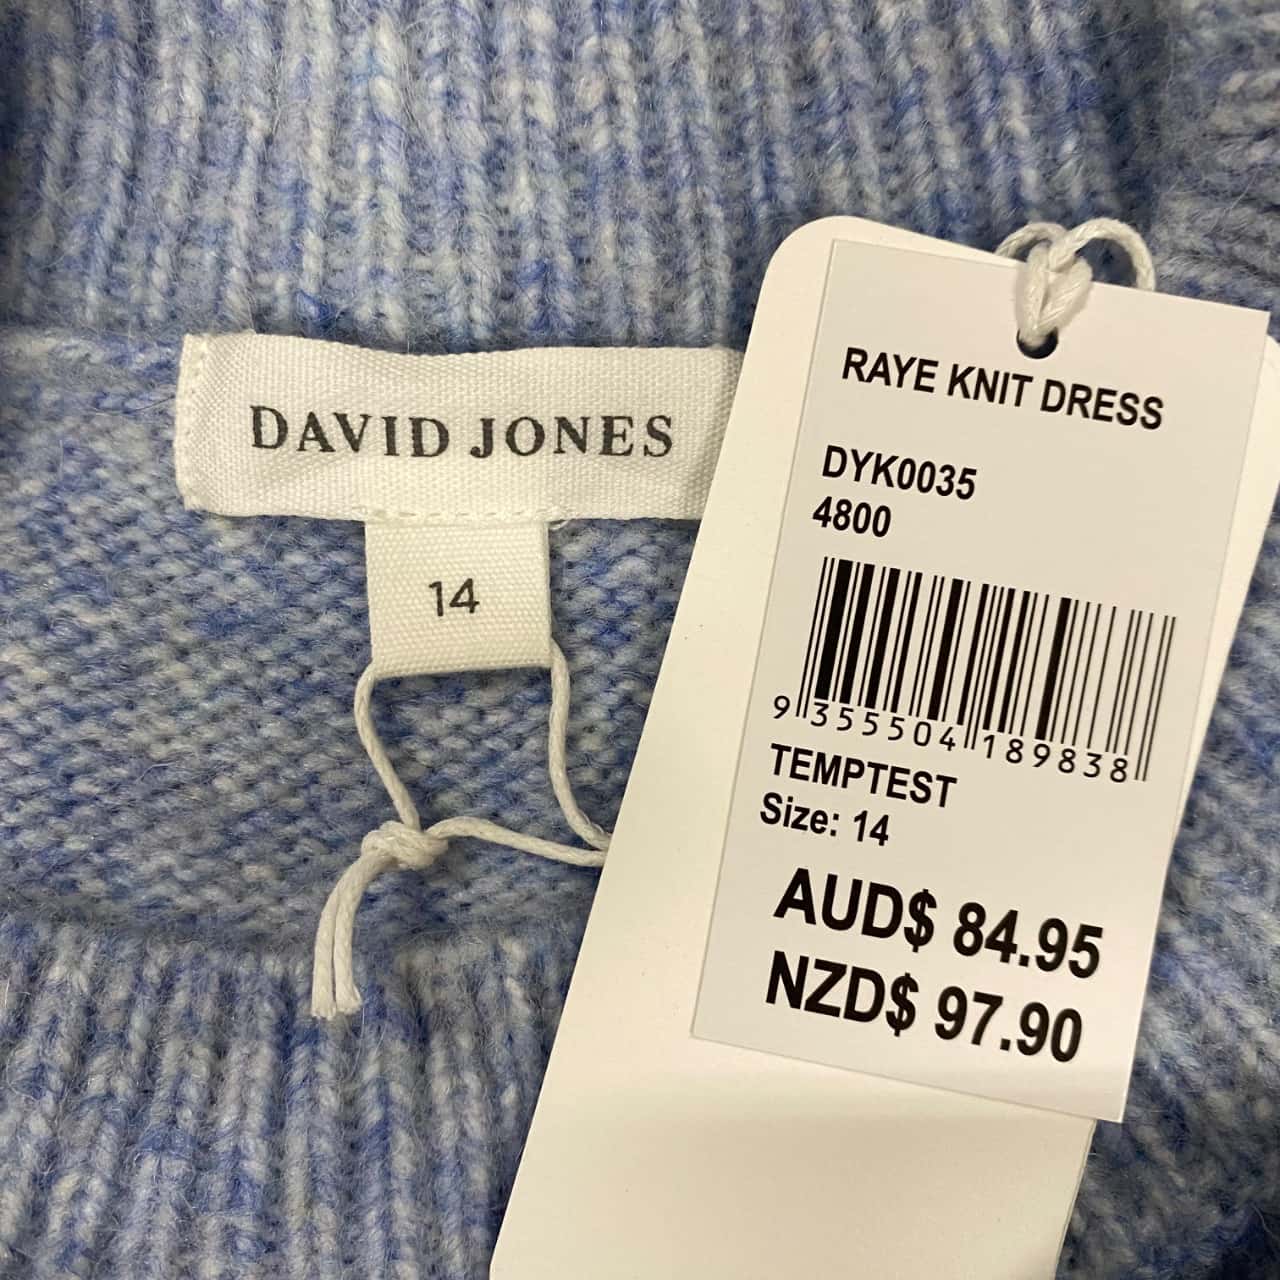 DAVID JONES
14
RAYE KNIT DRESS
DYK0035
4800
9 355504 189838
TEMPTEST
Size: 14
AUD$ 84.95
NZD$ 97.90